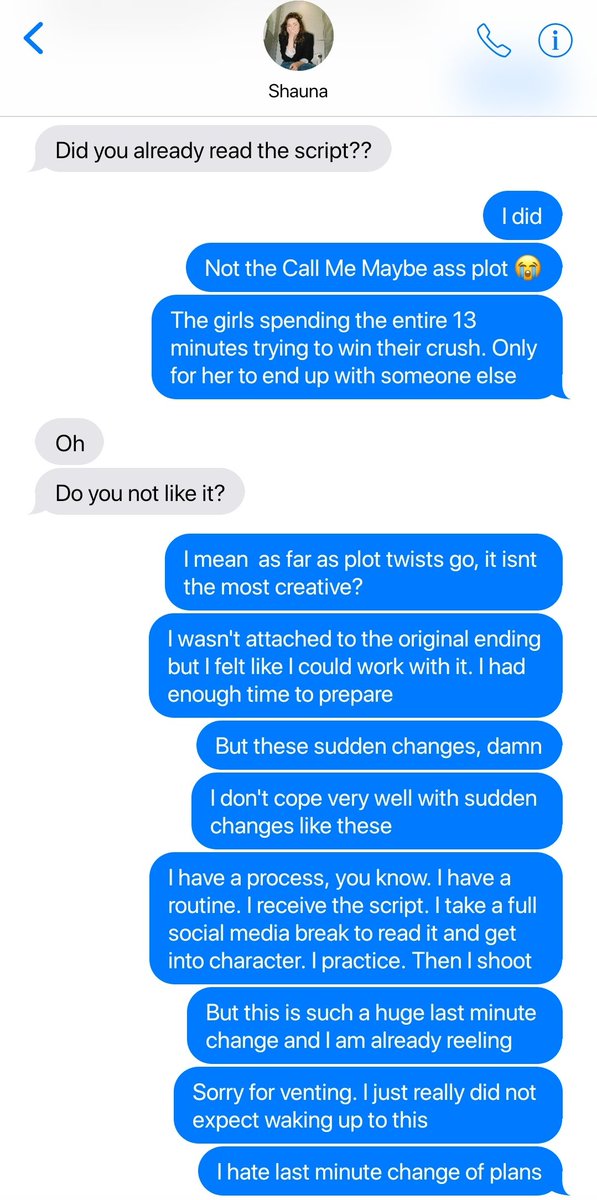 Shauna
Did you already read the script??
I did
Not the Call Me Maybe ass plot 😭
The girls spending the entire 13
minutes trying to win their crush. Only
for her to end up with someone else
Oh
Do you not like it?
I mean  as far as plot twists go, it isnt
the most creative?
I wasn't attached to the original ending
but I felt like I could work with it. I had
enough time to prepare
But these sudden changes, damn
I don't cope very well with sudden
changes like these
I have a process, you know. I have a
routine. I receive the script. I take a full
social media break to read it and get
into character. I practice. Then I shoot
But this is such a huge last minute
change and I am already reeling
Sorry for venting. I just really did not
expect waking up to this
I hate last minute change of plans